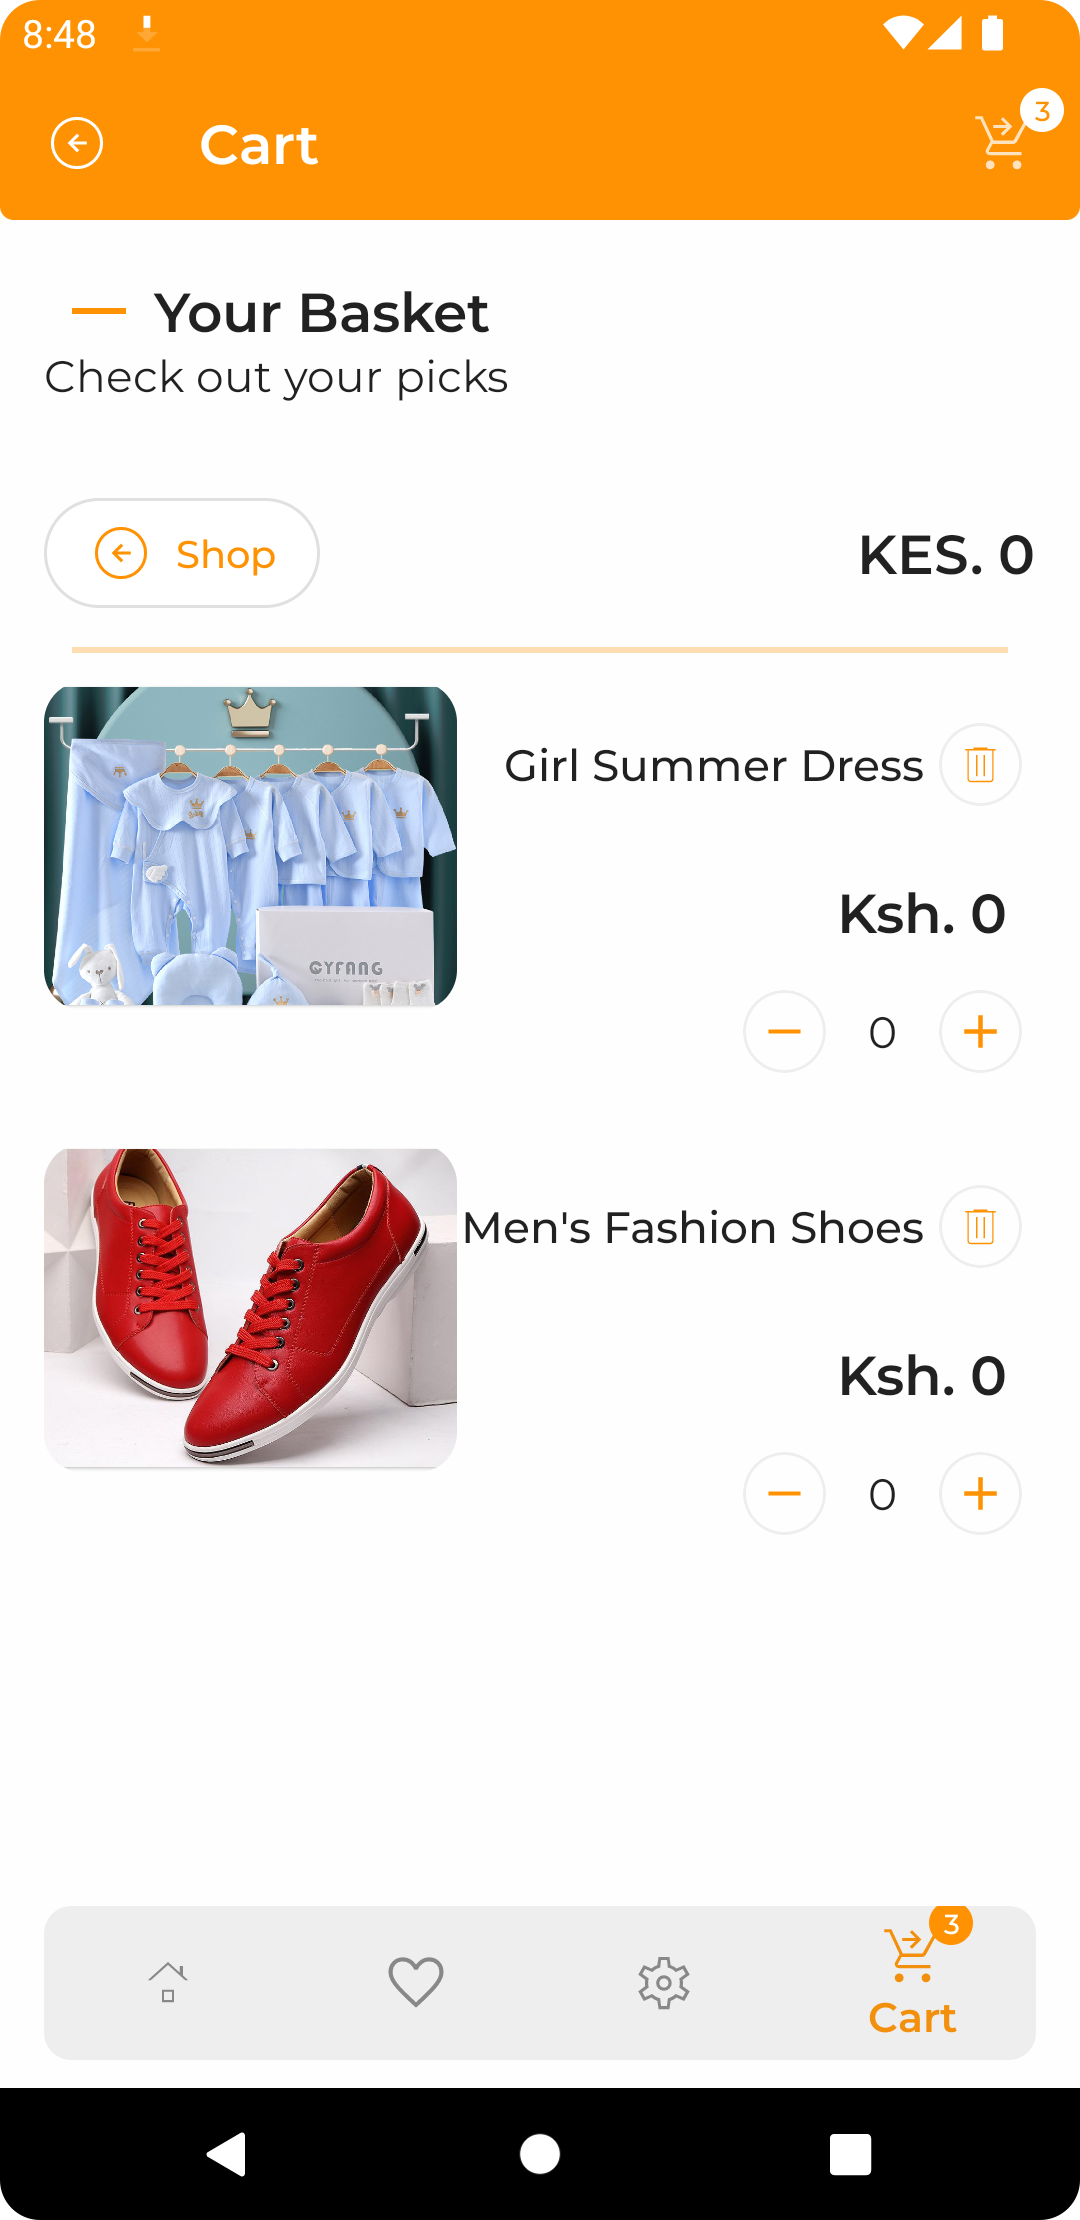 8:48
Cart
3
Your Basket
Check out your picks
Shop
KES. 0
Girl Summer Dress
GYFANG
Ksh. 0
0
Men's Fashion Shoes
Ksh. 0
0
3
Cart